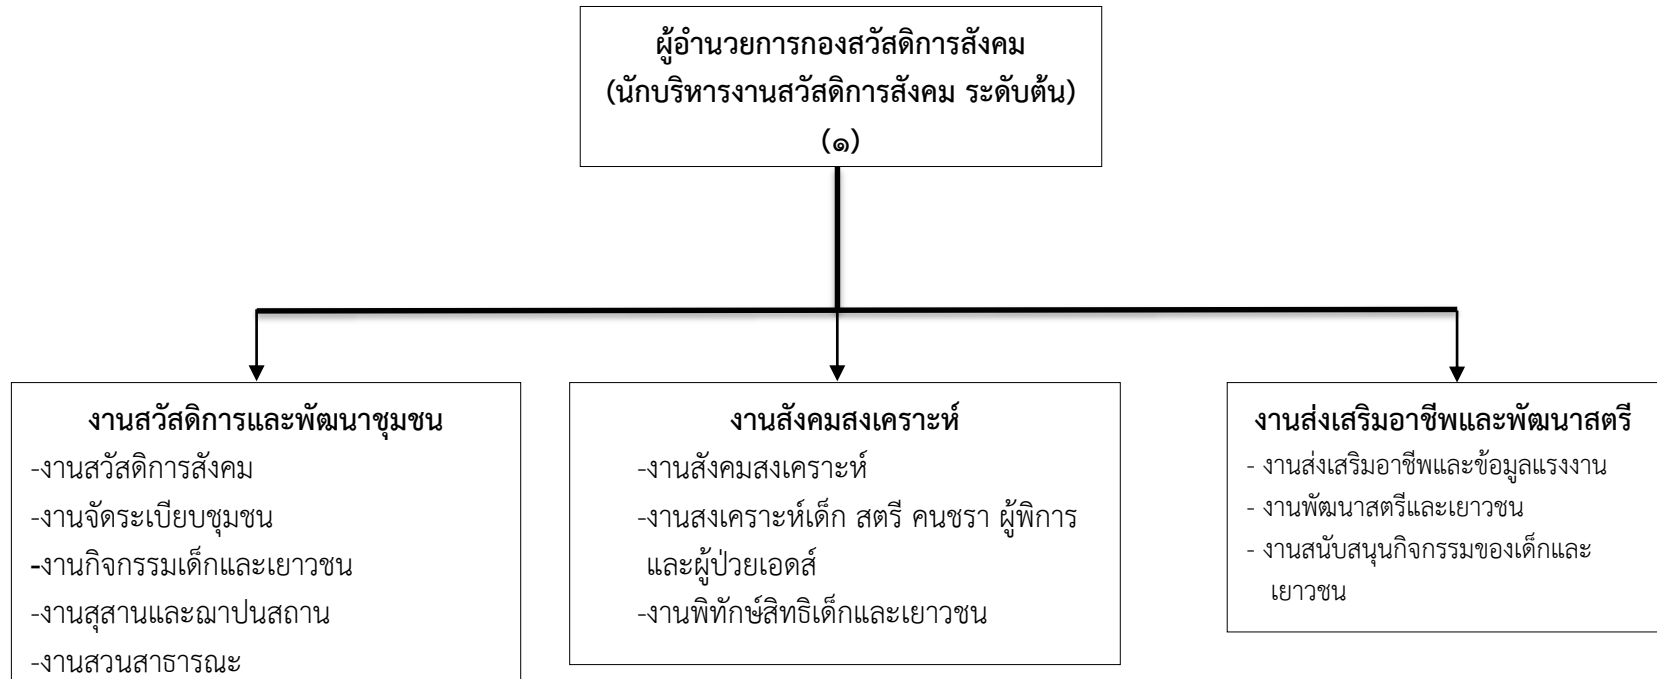 ผู้อำนวยการกองสวัสดิการสังคม
(นักบริหารงานสวัสดิการสังคม ระดับต้น)
(๑)
งานสวัสดิการและพัฒนาชุมชน
-งานสวัสดิการสังคม
-งานจัดระเบียบชุมชน
-งานกิจกรรมเด็กและเยาวชน
-งานสุสานและฌาปนสถาน
-งานสวนสาธารณะ
งานสังคมสงเคราะห์
-งานสังคมสงเคราะห์
-งานสงเคราะห์เด็ก สตรี คนชรา ผู้พิการ
และผู้ป่วยเอดส์
-งานพิทักษ์สิทธิเด็กและเยาวชน
งานส่งเสริมอาชีพและพัฒนาสตรี
- งานส่งเสริมอาชีพและข้อมูลแรงงาน
- งานพัฒนาสตรีและเยาวชน
- งานสนับสนุนกิจกรรมของเด็กและ
เยาวชน